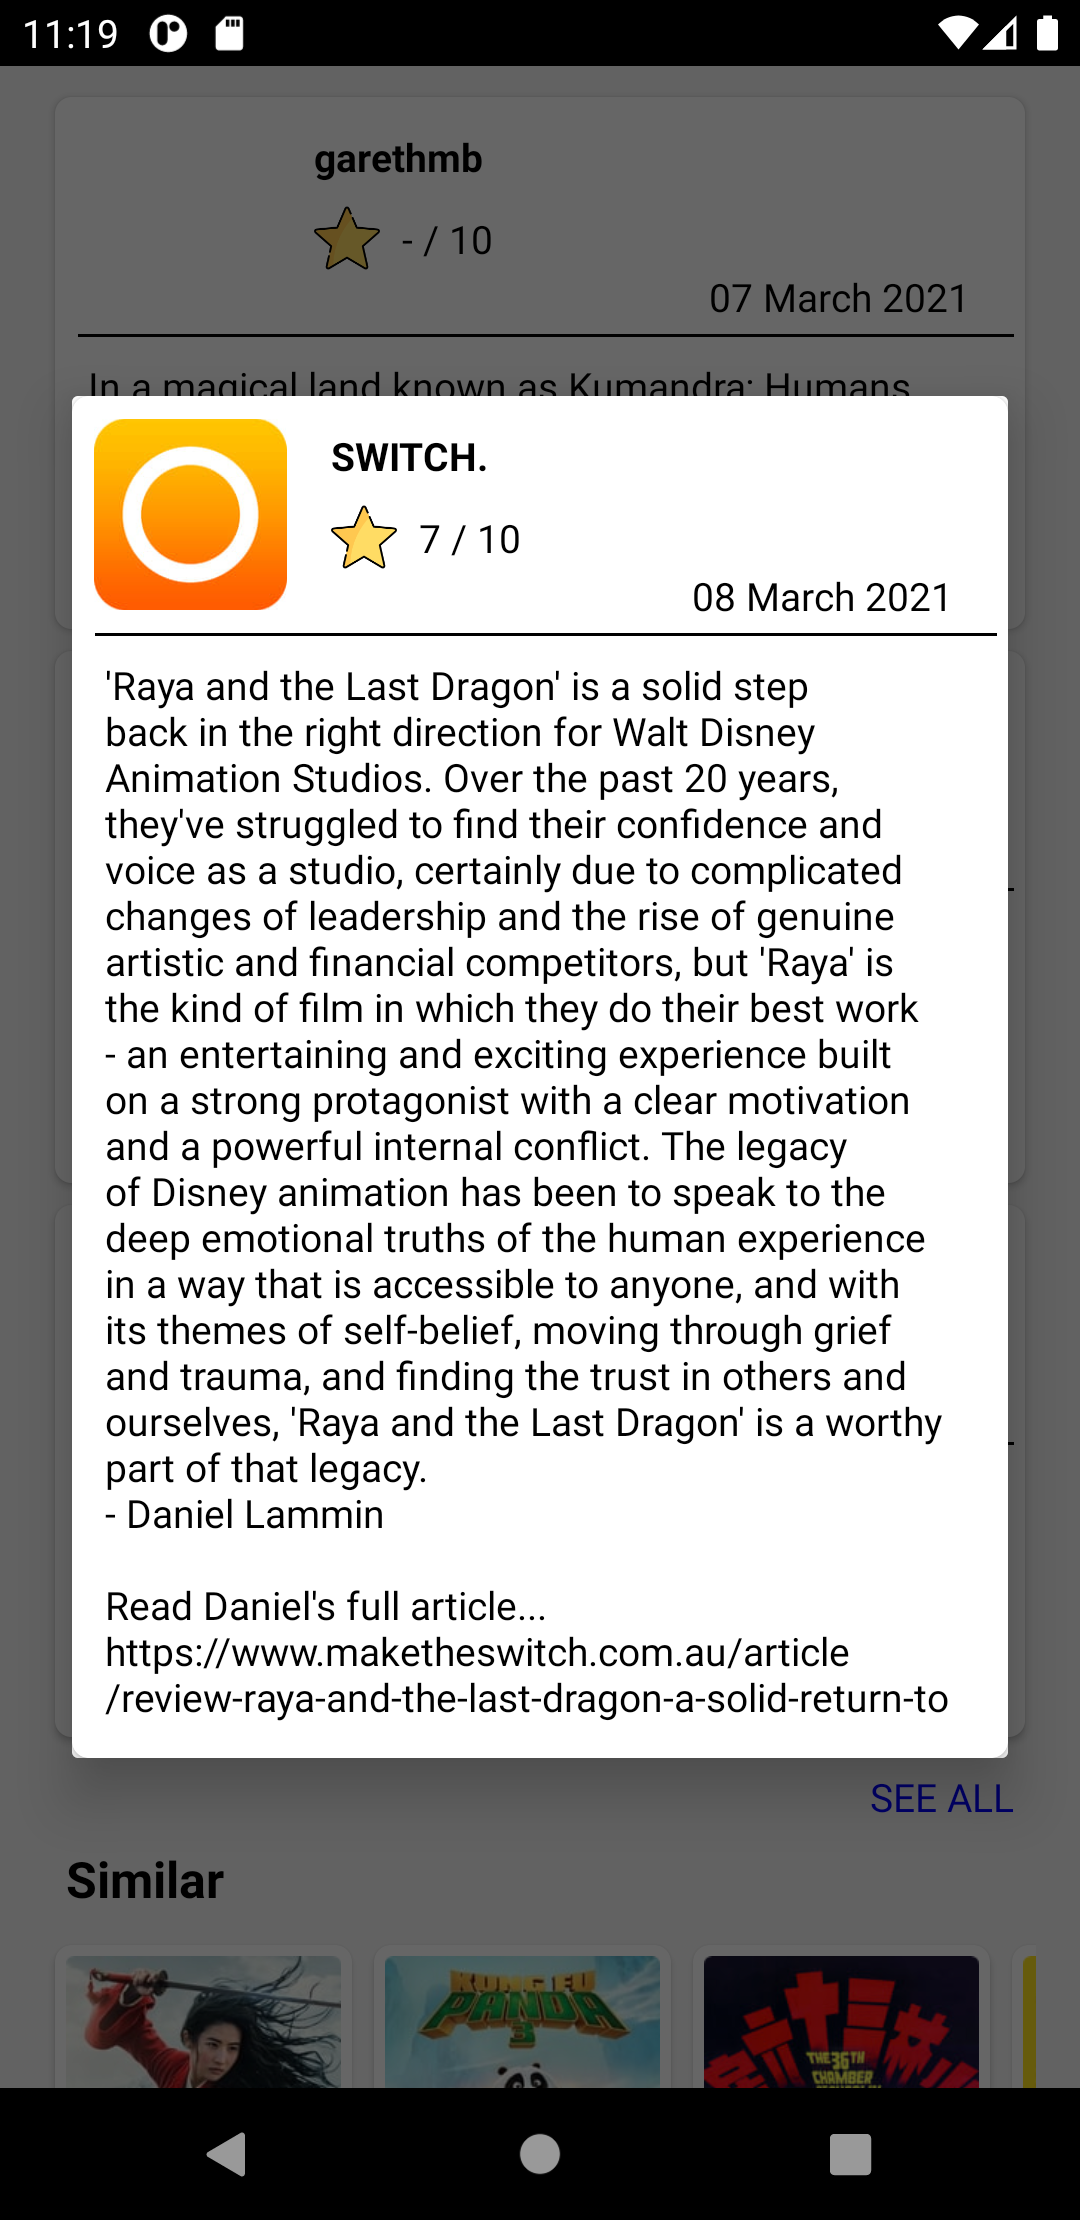 11:19
garethmb
- / 10
07 March 2021
In a magical land known as Kumandra: Humans
SWITCH.
7 / 10
08 March 2021
'Raya and the Last Dragon' is a solid step
back in the right direction for Walt Disney
Animation Studios. Over the past 20 years,
they've struggled to find their confidence and
voice as a studio, certainly due to complicated
changes of leadership and the rise of genuine
artistic and financial competitors, but 'Raya' is
the kind of film in which they do their best work
- an entertaining and exciting experience built
on a strong protagonist with a clear motivation
and a powerful internal conflict. The legacy
of Disney animation has been to speak to the
deep emotional truths of the human experience
in a way that is accessible to anyone, and with
its themes of self-belief, moving through grief
and trauma, and finding the trust in others and
ourselves, 'Raya and the Last Dragon' is a worthy
part of that legacy.
- Daniel Lammin
Read Daniel's full article...
https://www.maketheswitch.com.au/article
/review-raya-and-the-last-dragon-a-solid-return-to
SEE ALL
Similar
KUNG FU
PANDA
3
THE 36TH
CHAMBER